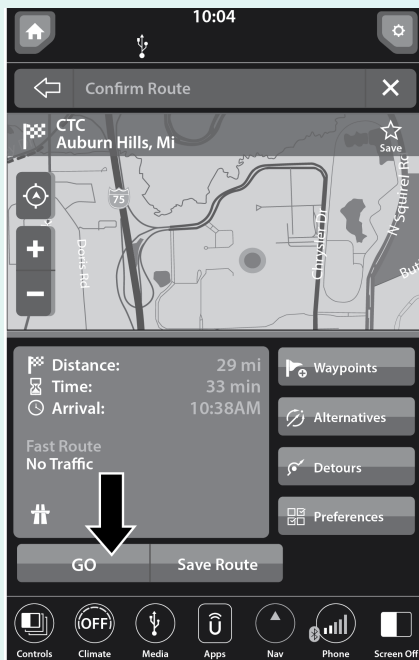 10:04
Confirm Route
CTC
Auburn Hills, Mi
Save
75
Doris Rd
Chrysler Dr
N Squirrel Rd
Distance: 29 mi
Time: 33 min
Arrival: 10:38AM
Fast Route
No Traffic
Waypoints
Alternatives
Detours
Preferences
GO
Save Route
OFF
Controls
Climate
Media
Apps
Nav
Phone
Screen Off